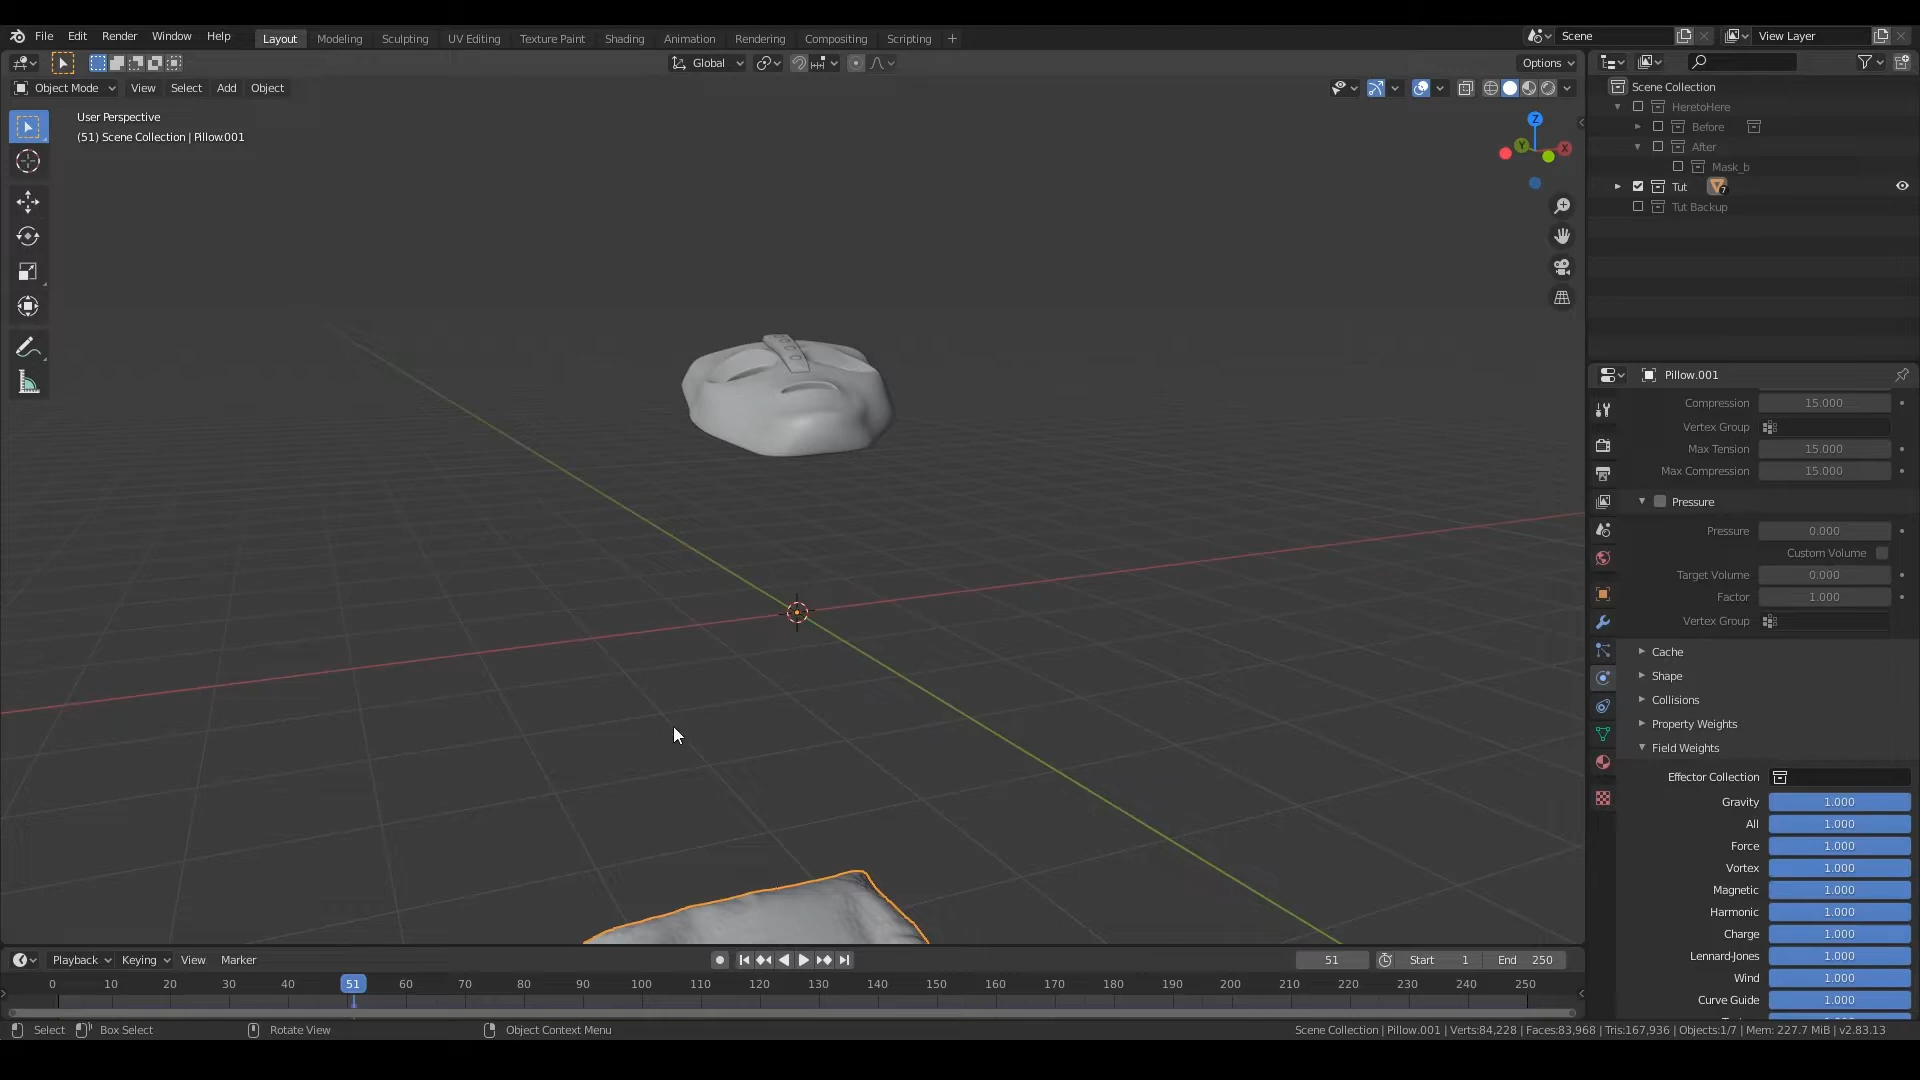 File Edit Render Window Help Layout Modeling Sculpting UV Editing Texture Paint Shading Animation Rendering Compositing Scripting + Scene View Layer
Global Options
Object Mode View Select Add Object
User Perspective
(51) Scene Collection | Pillow.001
Z
Y
X
Scene Collection
HeretoHere
Before
After
Mask_b
Tut 7
Tut Backup
Pillow.001
Compression 15.000
Vertex Group
Max Tension 15.000
Max Compression 15.000
Pressure
Pressure 0.000
Custom Volume
Target Volume 0.000
Factor 1.000
Vertex Group
Cache
Shape
Collisions
Property Weights
Field Weights
Effector Collection
Gravity 1.000
All 1.000
Force 1.000
Vortex 1.000
Magnetic 1.000
Harmonic 1.000
Charge 1.000
Lennard-Jones 1.000
Wind 1.000
Curve Guide 1.000
Playback Keying View Marker 51 Start 1 End 250
0 10 20 30 40 51 60 70 80 90 100 110 120 130 140 150 160 170 180 190 200 210 220 230 240 250
Select Box Select Rotate View Object Context Menu Scene Collection | Pillow.001 | Verts:84,228 | Faces:83,968 | Tris:167,936 | Objects:1/7 | Mem: 227.7 MiB | v2.83.13